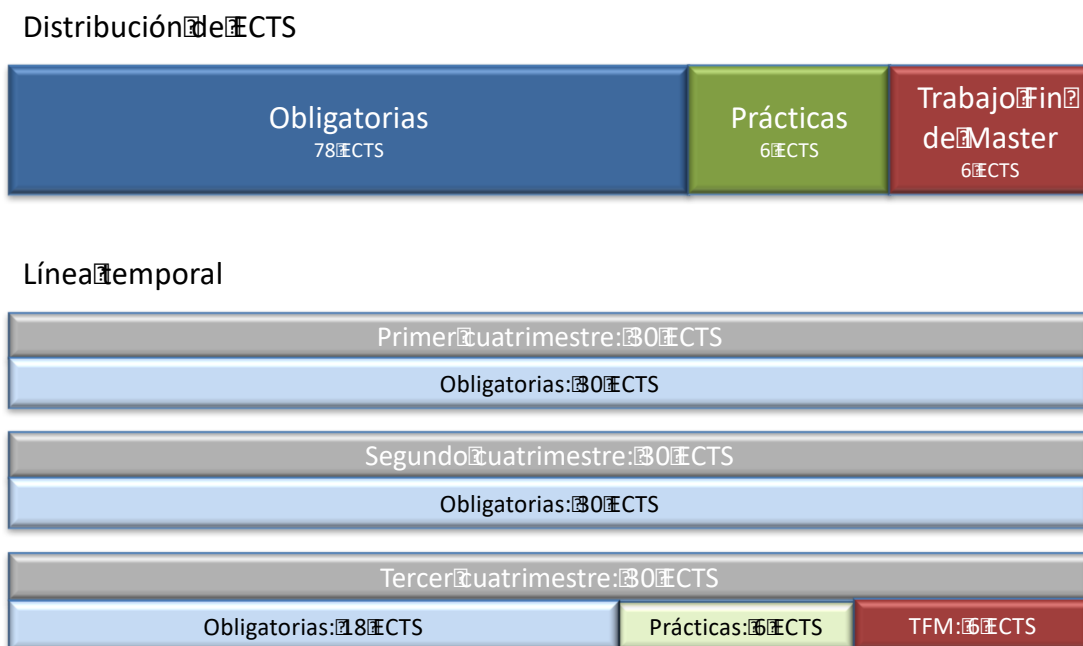 Distribución de ECTS
Obligatorias
78 ECTS
Prácticas
6 ECTS
Trabajo Fin
de Master
6 ECTS
Línea temporal
Primer cuatrimestre: 30 ECTS
Obligatorias: 30 ECTS
Segundo cuatrimestre: 30 ECTS
Obligatorias: 30 ECTS
Tercer cuatrimestre: 30 ECTS
Obligatorias: 18 ECTS
Prácticas: 6 ECTS
TFM: 6 ECTS